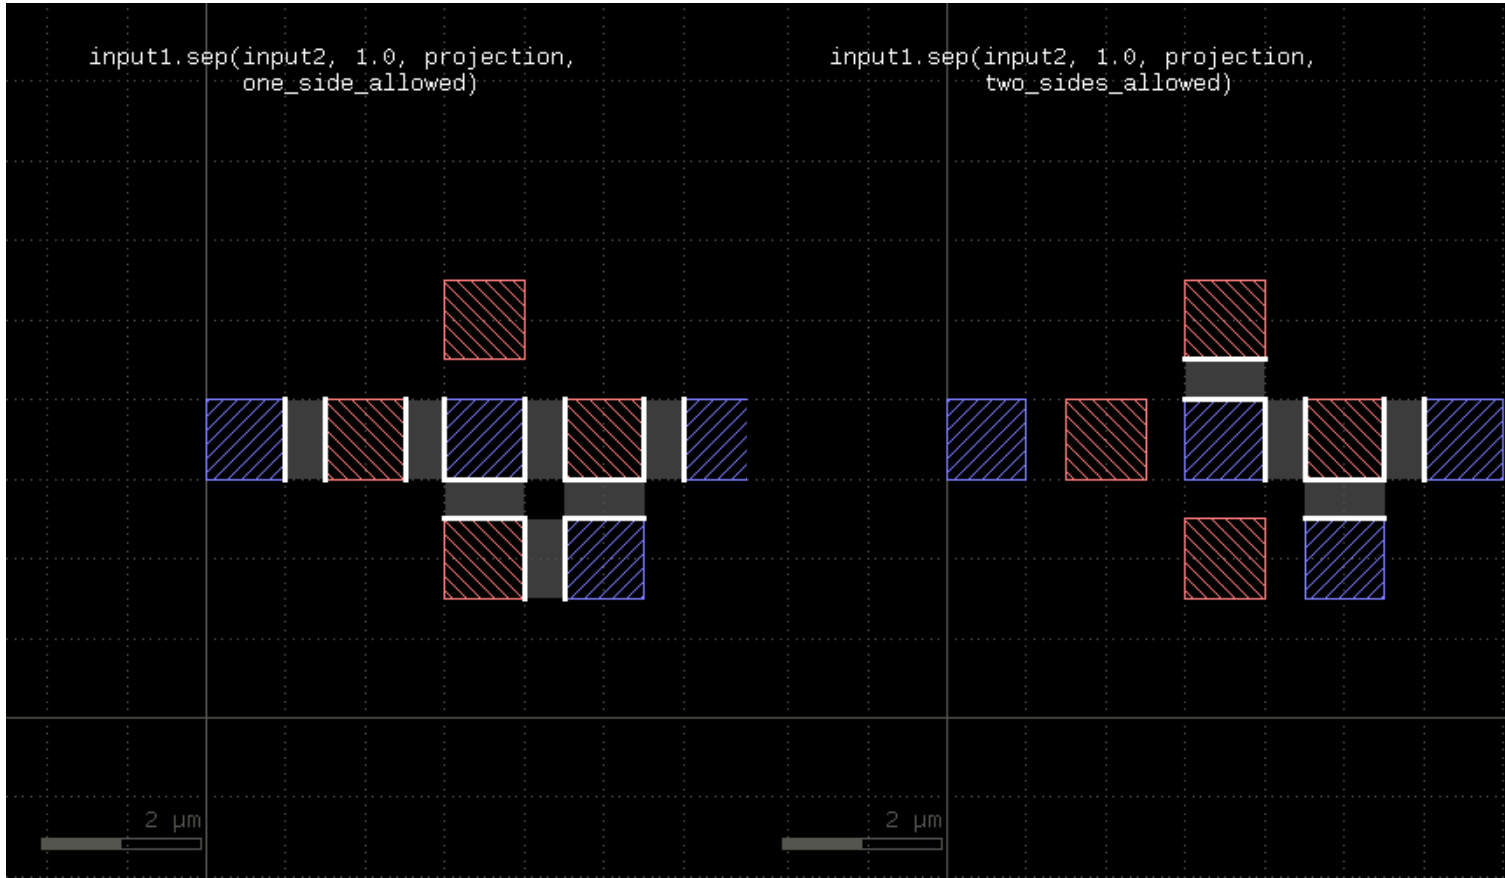 input1.sep(input2, 1.0, projection,
one_side_allowed)
input1.sep(input2, 1.0, projection,
two_sides_allowed)
2 µm
2 µm